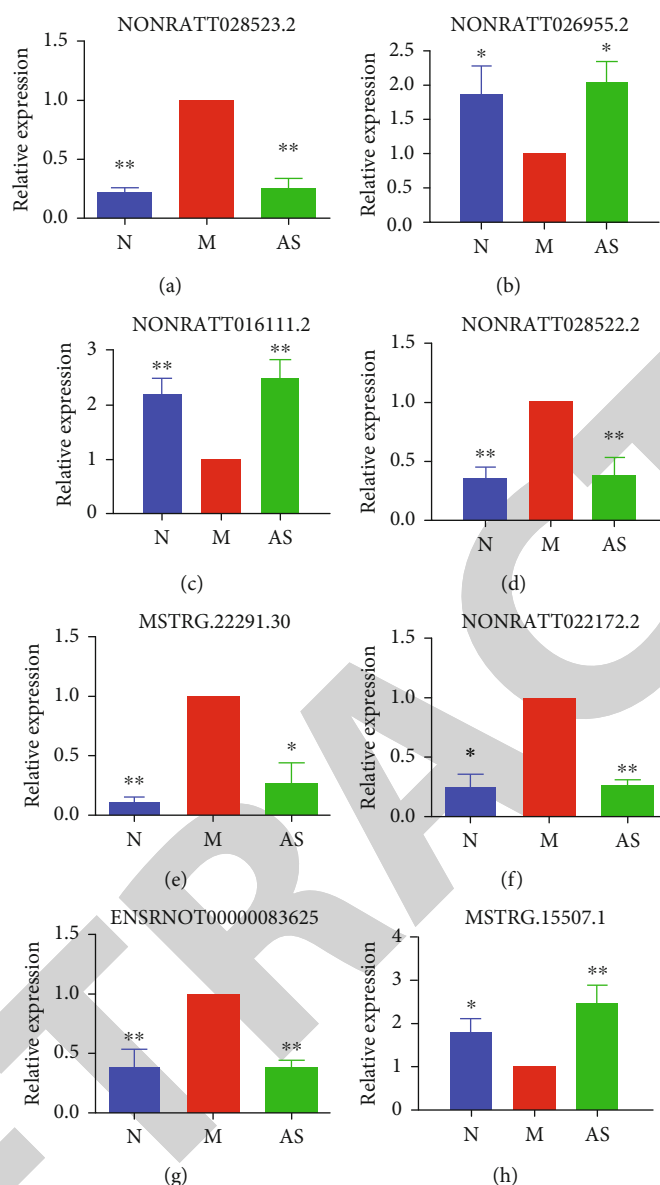 NONRATT028523.2
Relative expression
1.5
1.0
0.5
0.0
**
**
N M AS
(a)
NONRATT026955.2
Relative expression
2.5
2.0
1.5
1.0
0.5
0.0
*
*
N M AS
(b)
NONRATT016111.2
Relative expression
3
2
1
0
**
**
N M AS
(c)
NONRATT028522.2
Relative expression
1.5
1.0
0.5
0.0
**
**
N M AS
(d)
MSTRG.22291.30
Relative expression
1.5
1.0
0.5
0.0
**
*
N M AS
(e)
NONRATT022172.2
Relative expression
1.5
1.0
0.5
0.0
*
**
N M AS
(f)
ENSRNOT00000083625
Relative expression
1.5
1.0
0.5
0.0
**
**
N M AS
(g)
MSTRG.15507.1
Relative expression
4
3
2
1
0
*
**
N M AS
(h)
TRAC